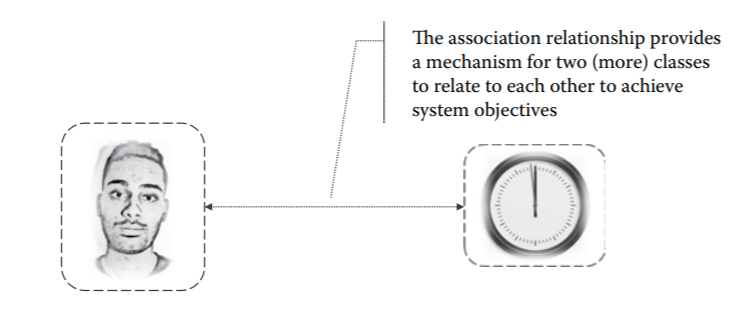 The association relationship provides
a mechanism for two (more) classes
to relate to each other to achieve
system objectives